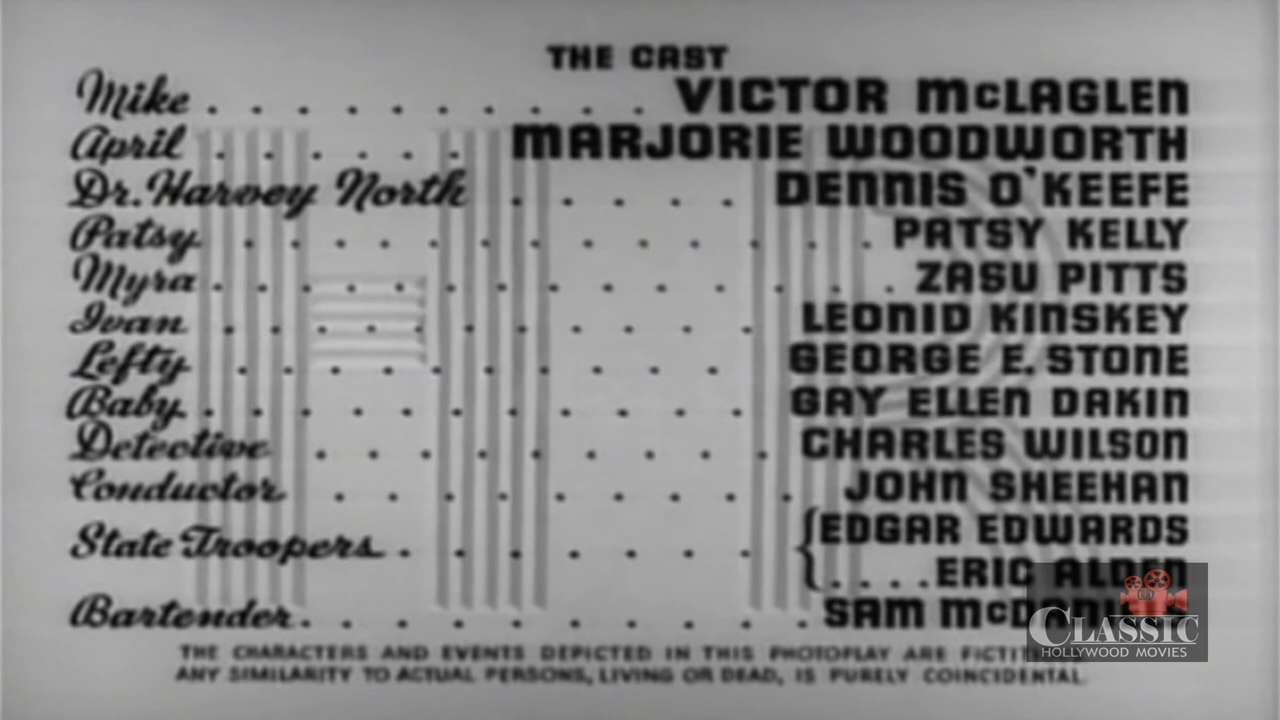 THE CAST
Mike . . . . . . . . . . VICTOR McLAGLEN
April . . . . . . MARJORIE WOODWORTH
Dr. Harvey North . . . . . DENNIS O'KEEFE
Patsy . . . . . . . . . . . . . PATSY KELLY
Myra . . . . . . . . . . . . . ZASU PITTS
Ivan . . . . . . . . . . LEONID KINSKEY
Lefty . . . . . . . . . GEORGE E. STONE
Baby . . . . . . . . . . GAY ELLEN DAKIN
Detective . . . . . . . . . CHARLES WILSON
Conductor . . . . . . . . . JOHN SHEEHAN
State Troopers . . . . . . . { EDGAR EDWARDS
. . . . ERIC ALDEN
Bartender . . . . . . . . . . SAM
THE CHARACTERS AND EVENTS DEPICTED IN THIS PHOTOPLAY ARE
ANY SIMILARITY TO ACTUAL PERSONS, LIVING OR DEAD, IS PURELY COINCIDENTAL
CLASSIC
HOLLYWOOD MOVIES